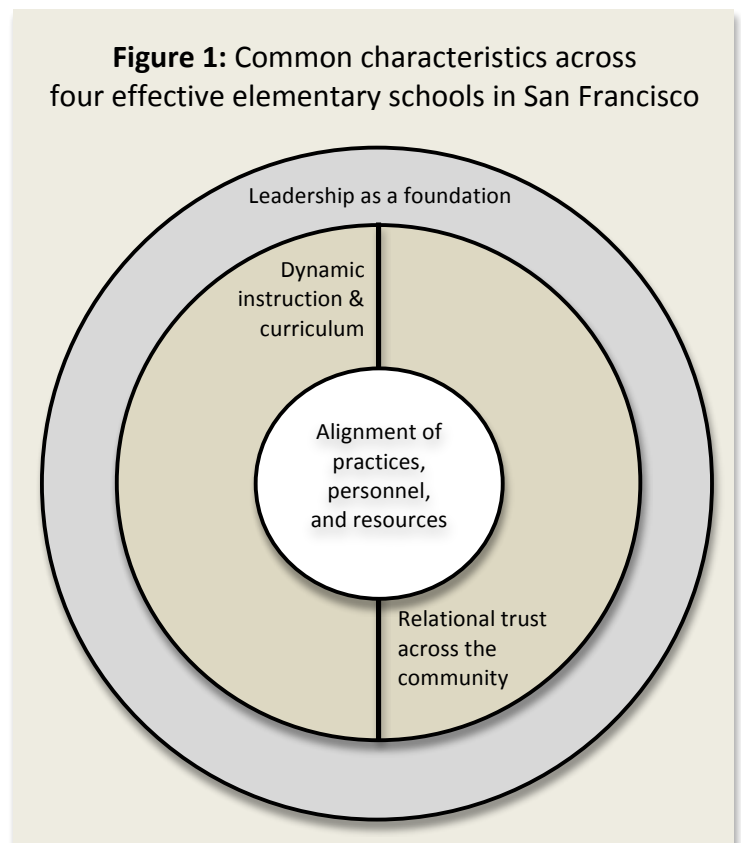 Figure 1: Common characteristics across
four effective elementary schools in San Francisco
Leadership as a foundation
Dynamic
instruction &
curriculum
Alignment of
practices,
personnel,
and resources
Relational trust
across the
community